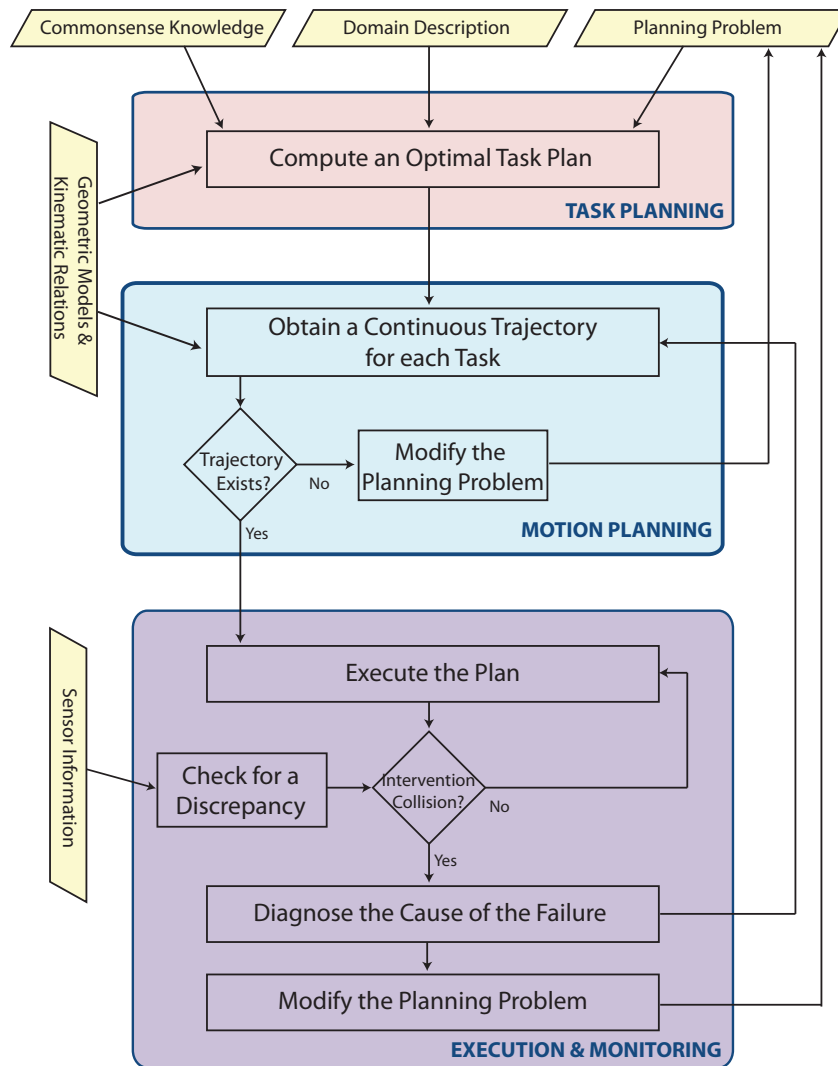 Commonsense Knowledge
Domain Description
Planning Problem
Compute an Optimal Task Plan
TASK PLANNING
Geometric Models &
Kinematic Relations
Obtain a Continuous Trajectory
for each Task
Trajectory
Exists?
No
Modify the
Planning Problem
Yes
MOTION PLANNING
Execute the Plan
Sensor Information
Check for a
Discrepancy
Intervention
Collision?
No
Yes
Diagnose the Cause of the Failure
Modify the Planning Problem
EXECUTION & MONITORING